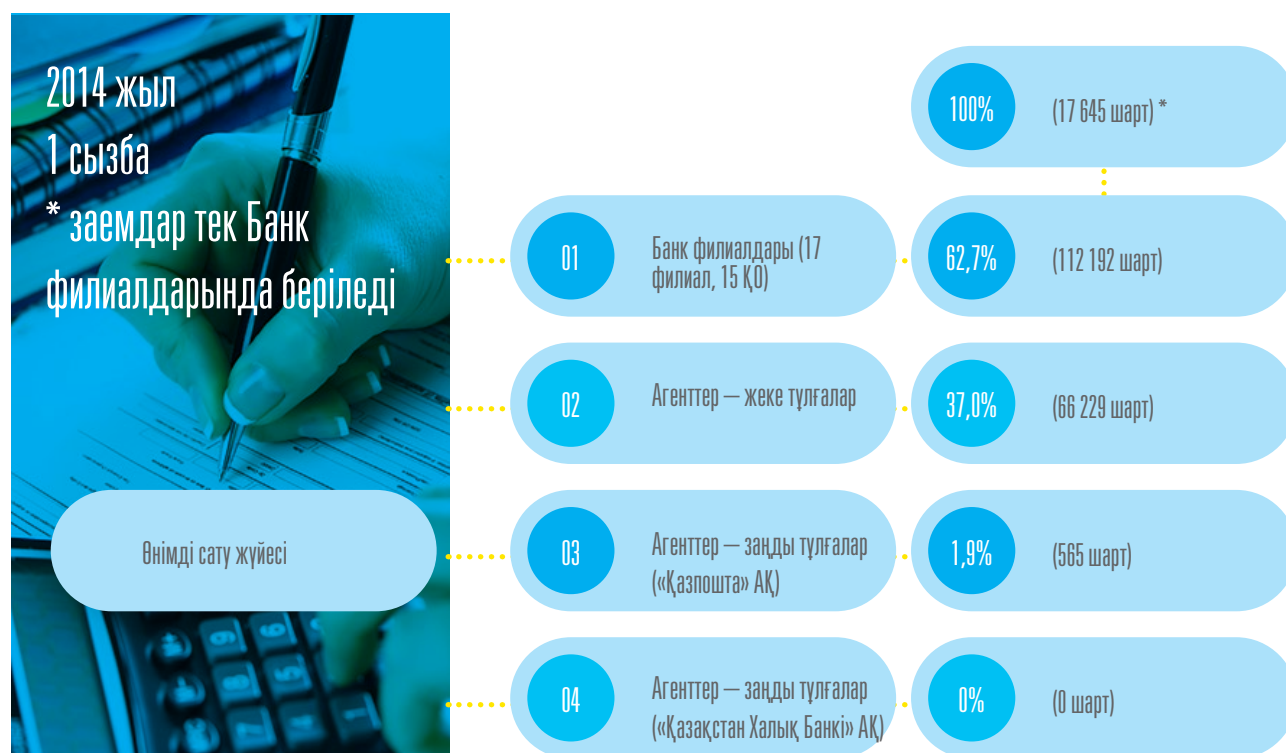 2014 жыл
1 сызба
* заемдар тек Банк
филиалдарында беріледі
Өнімді сату жүйесі
100% (17 645 шарт) *
01 Банк филиалдары (17
филиал, 15 ҚО)
62,7% (112 192 шарт)
02 Агенттер — жеке тұлғалар
37,0% (66 229 шарт)
03 Агенттер — заңды тұлғалар
(«Қазпошта» АҚ)
1,9% (565 шарт)
04 Агенттер — заңды тұлғалар
(«Қазақстан Халық Банкі» АҚ)
0% (0 шарт)